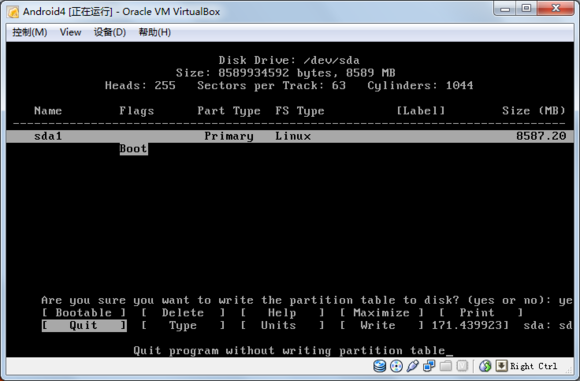 Android4 [正在运行] - Oracle VM VirtualBox
控制(M) View 设备(D) 帮助(H)
Disk Drive: /dev/sda
Size: 8589934592 bytes, 8589 MB
Heads: 255 Sectors per Track: 63 Cylinders: 1044
Name Flags Part Type FS Type [Label] Size (MB)
sda1 Primary Linux 8587.20
Boot
Are you sure you want to write the partition table to disk? (yes or no): ye
[ Bootable ] [ Delete ] [ Help ] [ Maximize ] [ Print ]
[ Quit ] [ Type ] [ Units ] [ Write ] 171.439923] sda: sd
Quit program without writing partition table_
Right Ctrl